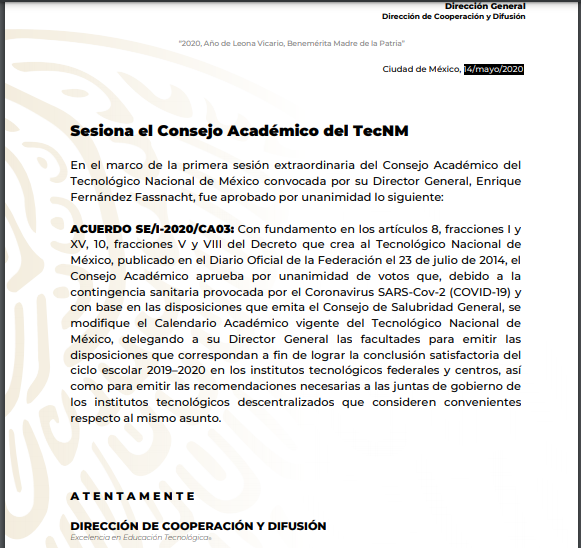 Dirección General
Dirección de Cooperación y Difusión
"2020, Año de Leona Vicario, Benemérita Madre de la Patria"
Ciudad de México, 14/mayo/2020
Sesiona el Consejo Académico del TecNM
En el marco de la primera sesión extraordinaria del Consejo Académico del
Tecnológico Nacional de México convocada por su Director General, Enrique
Fernández Fassnacht, fue aprobado por unanimidad lo siguiente:
ACUERDO SE/I-2020/CA03: Con fundamento en los artículos 8, fracciones I y
XV, 10, fracciones V y VIII del Decreto que crea al Tecnológico Nacional de
México, publicado en el Diario Oficial de la Federación el 23 de julio de 2014, el
Consejo Académico aprueba por unanimidad de votos que, debido a la
contingencia sanitaria provocada por el Coronavirus SARS-Cov-2 (COVID-19) y
con base en las disposiciones que emita el Consejo de Salubridad General, se
modifique el Calendario Académico vigente del Tecnológico Nacional de
México, delegando a su Director General las facultades para emitir las
disposiciones que correspondan a fin de lograr la conclusión satisfactoria del
ciclo escolar 2019–2020 en los institutos tecnológicos federales y centros, así
como para emitir las recomendaciones necesarias a las juntas de gobierno de
los institutos tecnológicos descentralizados que consideren convenientes
respecto al mismo asunto.
A T E N T A M E N T E
DIRECCIÓN DE COOPERACIÓN Y DIFUSIÓN
Excelencia en Educación Tecnológica®